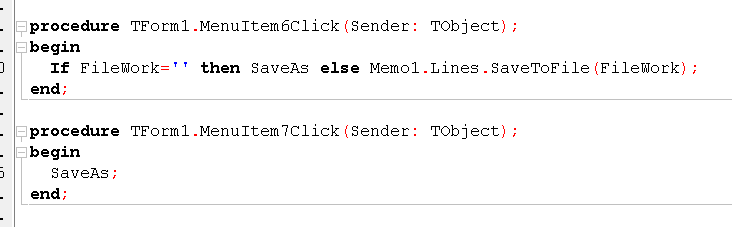 procedure TForm1.MenuItem6Click(Sender: TObject);
begin
If FileWork='' then SaveAs else Memo1.Lines.SaveToFile(FileWork);
end;
procedure TForm1.MenuItem7Click(Sender: TObject);
begin
SaveAs;
end;